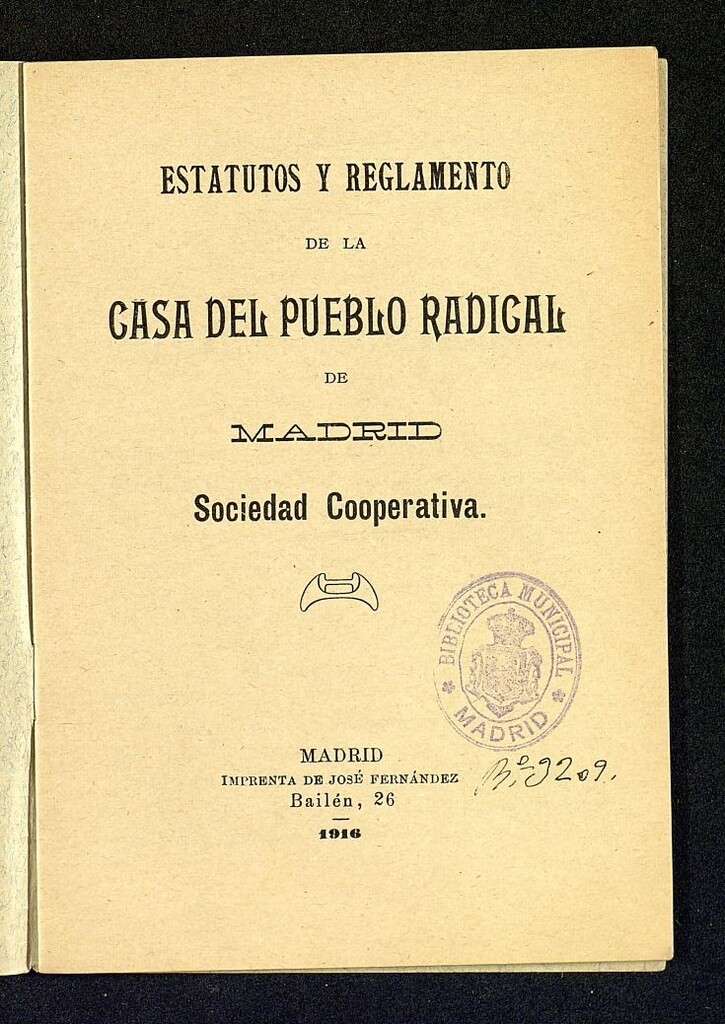 ESTATUTOS Y REGLAMENTO
DE LA
CASA DEL PUEBLO RADICAL
DE
MADRID
Sociedad Cooperativa.
BIBLIOTECA MUNICIPAL
MADRID
MADRID
IMPRENTA DE JOSÉ FERNÁNDEZ
Bailén, 26
1916
9209.